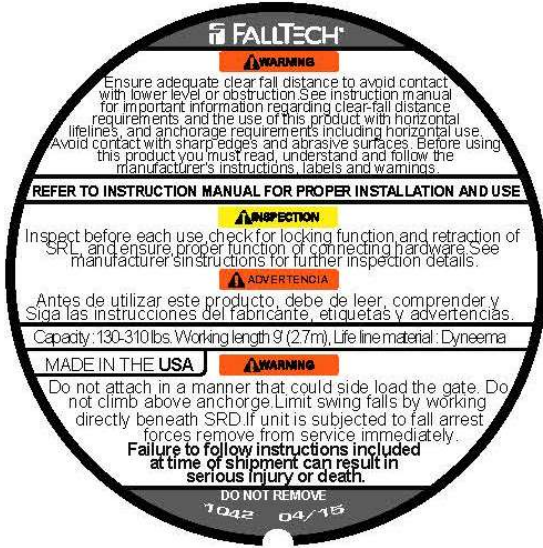 FALLTECH
WARNING
Ensure adequate clear fall distance to avoid contact
with lower level or obstruction See instruction manual
for important information regarding clear-fall distance
requirements and the use of this product with horizontal
lifelines, and anchorage requirements including horizontal use.
Avoid contact with sharp edges and abrasive surfaces. Before using
this product you must read, understand and follow the
manufacturer's instructions, labels and warnings.
REFER TO INSTRUCTION MANUAL FOR PROPER INSTALLATION AND USE
INSPECTION
Inspect before each use, check for locking function and retraction of
SRL, and ensure proper function of connecting hardware. See
manufacturer'sinstructions for further inspection details.
ADVERTENCIA
Antes de utilizar este producto, debe de leer, comprender y
Siga las instrucciones del fabricante, etiquetas y advertencias.
Capacity : 130-310 lbs. Working length 9' (2.7m), Life line material : Dyneema
MADE IN THE USA
WARNING
Do not attach in a manner that could side load the gate. Do
not climb above anchorge. Limit swing falls by working
directly beneath SRD. If unit is subjected to fall arrest
forces remove from service immediately.
Failure to follow instructions included
at time of shipment can result in
serious injury or death.
DO NOT REMOVE
1042 04/15